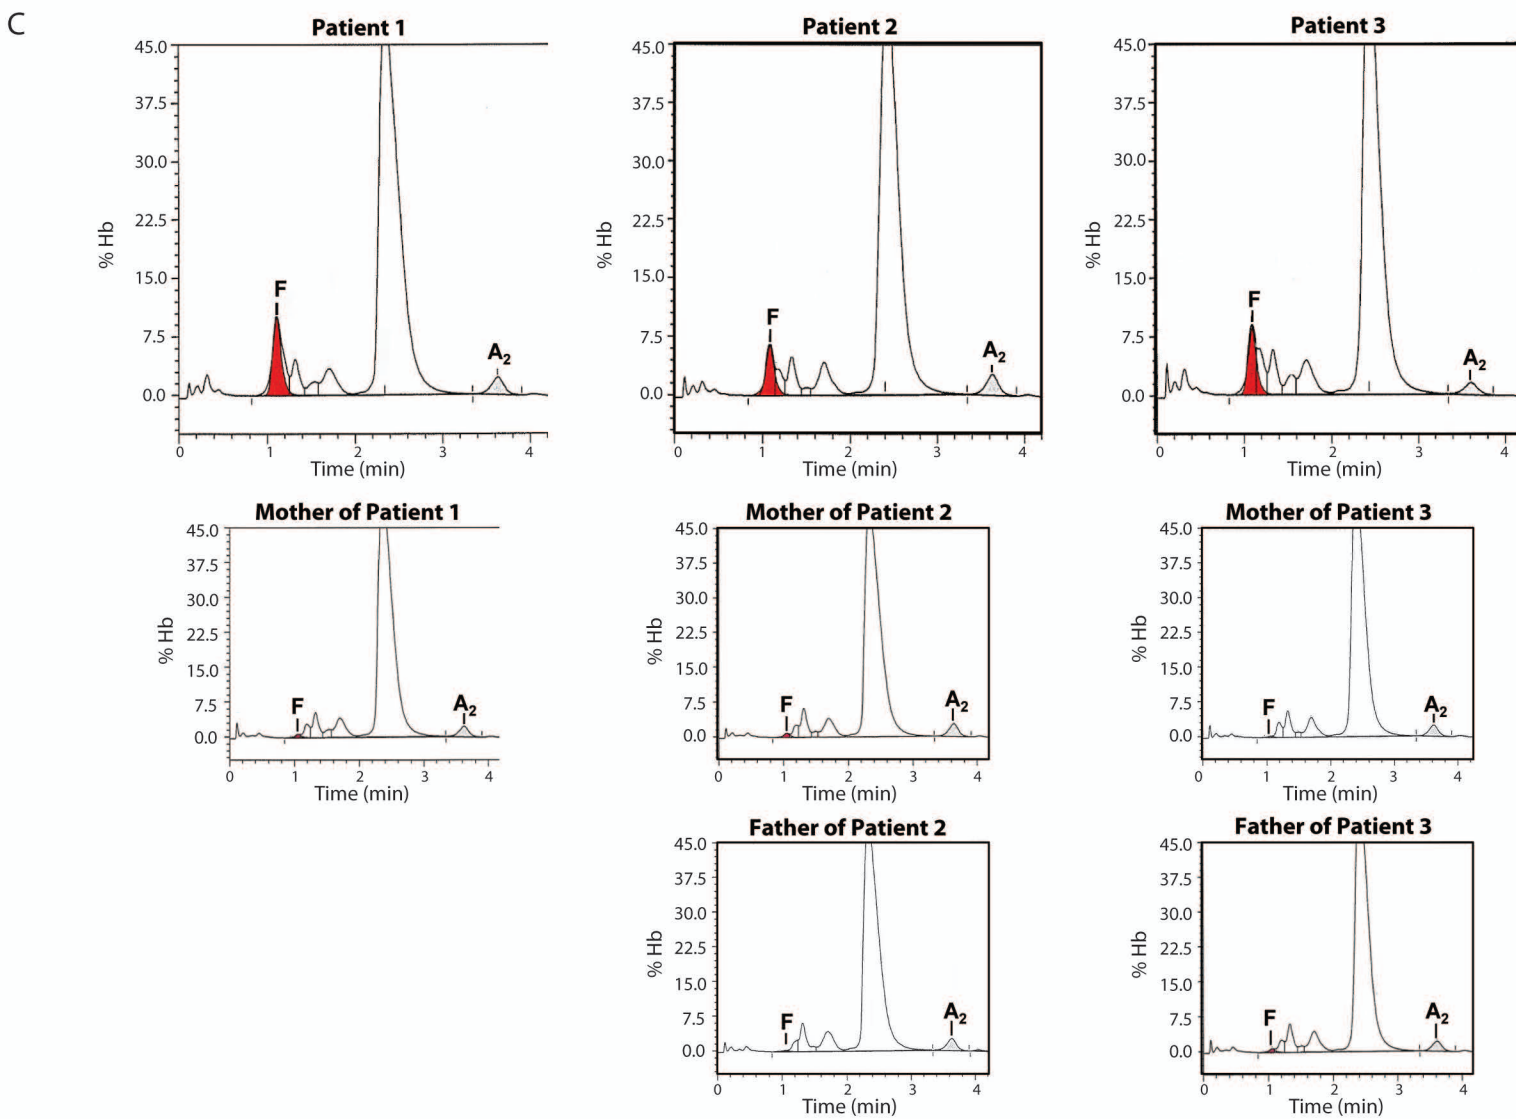 C
Patient 1
45.0
37.5
30.0
22.5
15.0
7.5
0.0
% Hb
F
A2
0 1 2 3 4
Time (min)
Patient 2
45.0
37.5
30.0
22.5
15.0
7.5
0.0
% Hb
F
A2
0 1 2 3 4
Time (min)
Patient 3
45.0
37.5
30.0
22.5
15.0
7.5
0.0
% Hb
F
A2
0 1 2 3 4
Time (min)
Mother of Patient 1
45.0
37.5
30.0
22.5
15.0
7.5
0.0
% Hb
F
A2
0 1 2 3 4
Time (min)
Mother of Patient 2
45.0
37.5
30.0
22.5
15.0
7.5
0.0
% Hb
F
A2
0 1 2 3 4
Time (min)
Mother of Patient 3
45.0
37.5
30.0
22.5
15.0
7.5
0.0
% Hb
F
A2
0 1 2 3 4
Time (min)
Father of Patient 2
45.0
37.5
30.0
22.5
15.0
7.5
0.0
% Hb
F
A2
0 1 2 3 4
Time (min)
Father of Patient 3
45.0
37.5
30.0
22.5
15.0
7.5
0.0
% Hb
F
A2
0 1 2 3 4
Time (min)